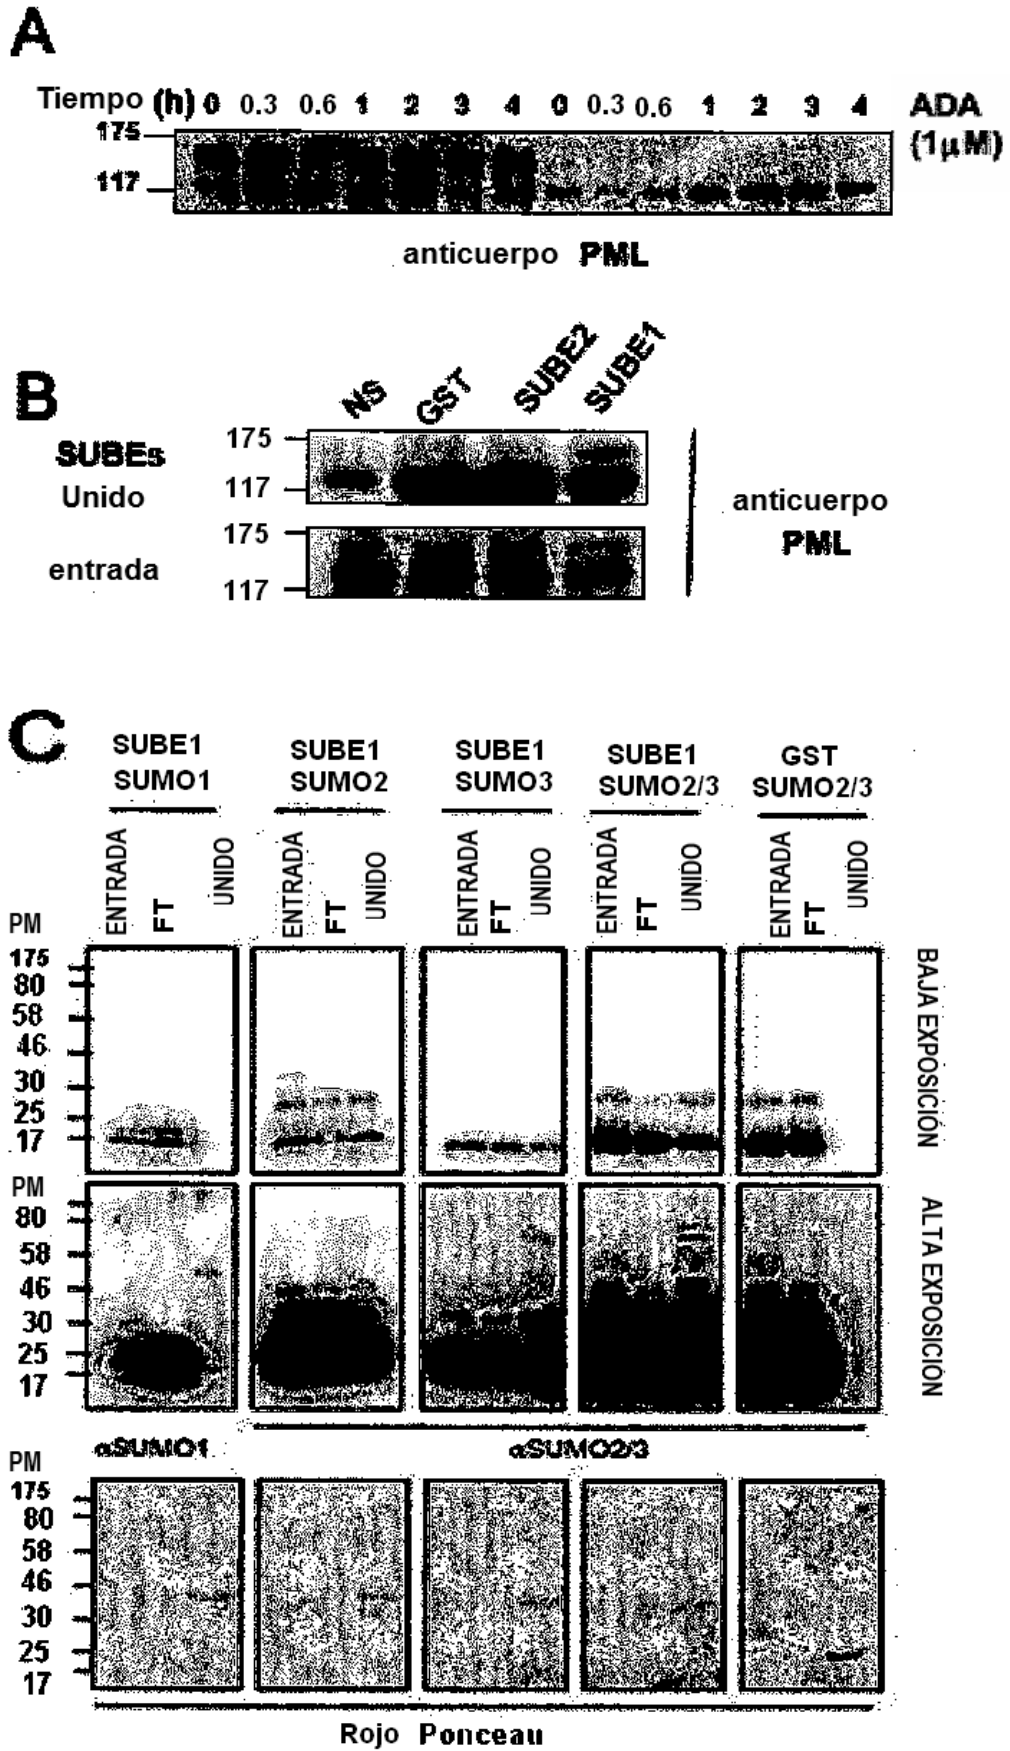 A
Tiempo (h) 0 0.3 0.6 1 2 3 4 0 0.3 0.6 1 2 3 4 ADA
(1µM)
175
117
anticuerpo PML
B
NS GST SUBE2 SUBE1
SUBEs
Unido
175
117
entrada
175
117
anticuerpo
PML
C
SUBE1 SUBE1 SUBE1 SUBE1 GST
SUMO1 SUMO2 SUMO3 SUMO2/3 SUMO2/3
ENTRADA FT UNIDO ENTRADA FT UNIDO ENTRADA FT UNIDO ENTRADA FT UNIDO ENTRADA FT UNIDO
PM
175
80
58
46
30
25
17
BAJA EXPOSICIÓN
PM
80
58
46
30
25
17
ALTA EXPOSICIÓN
αSUMO1 αSUMO2/3
PM
175
80
58
46
30
25
17
Rojo Ponceau